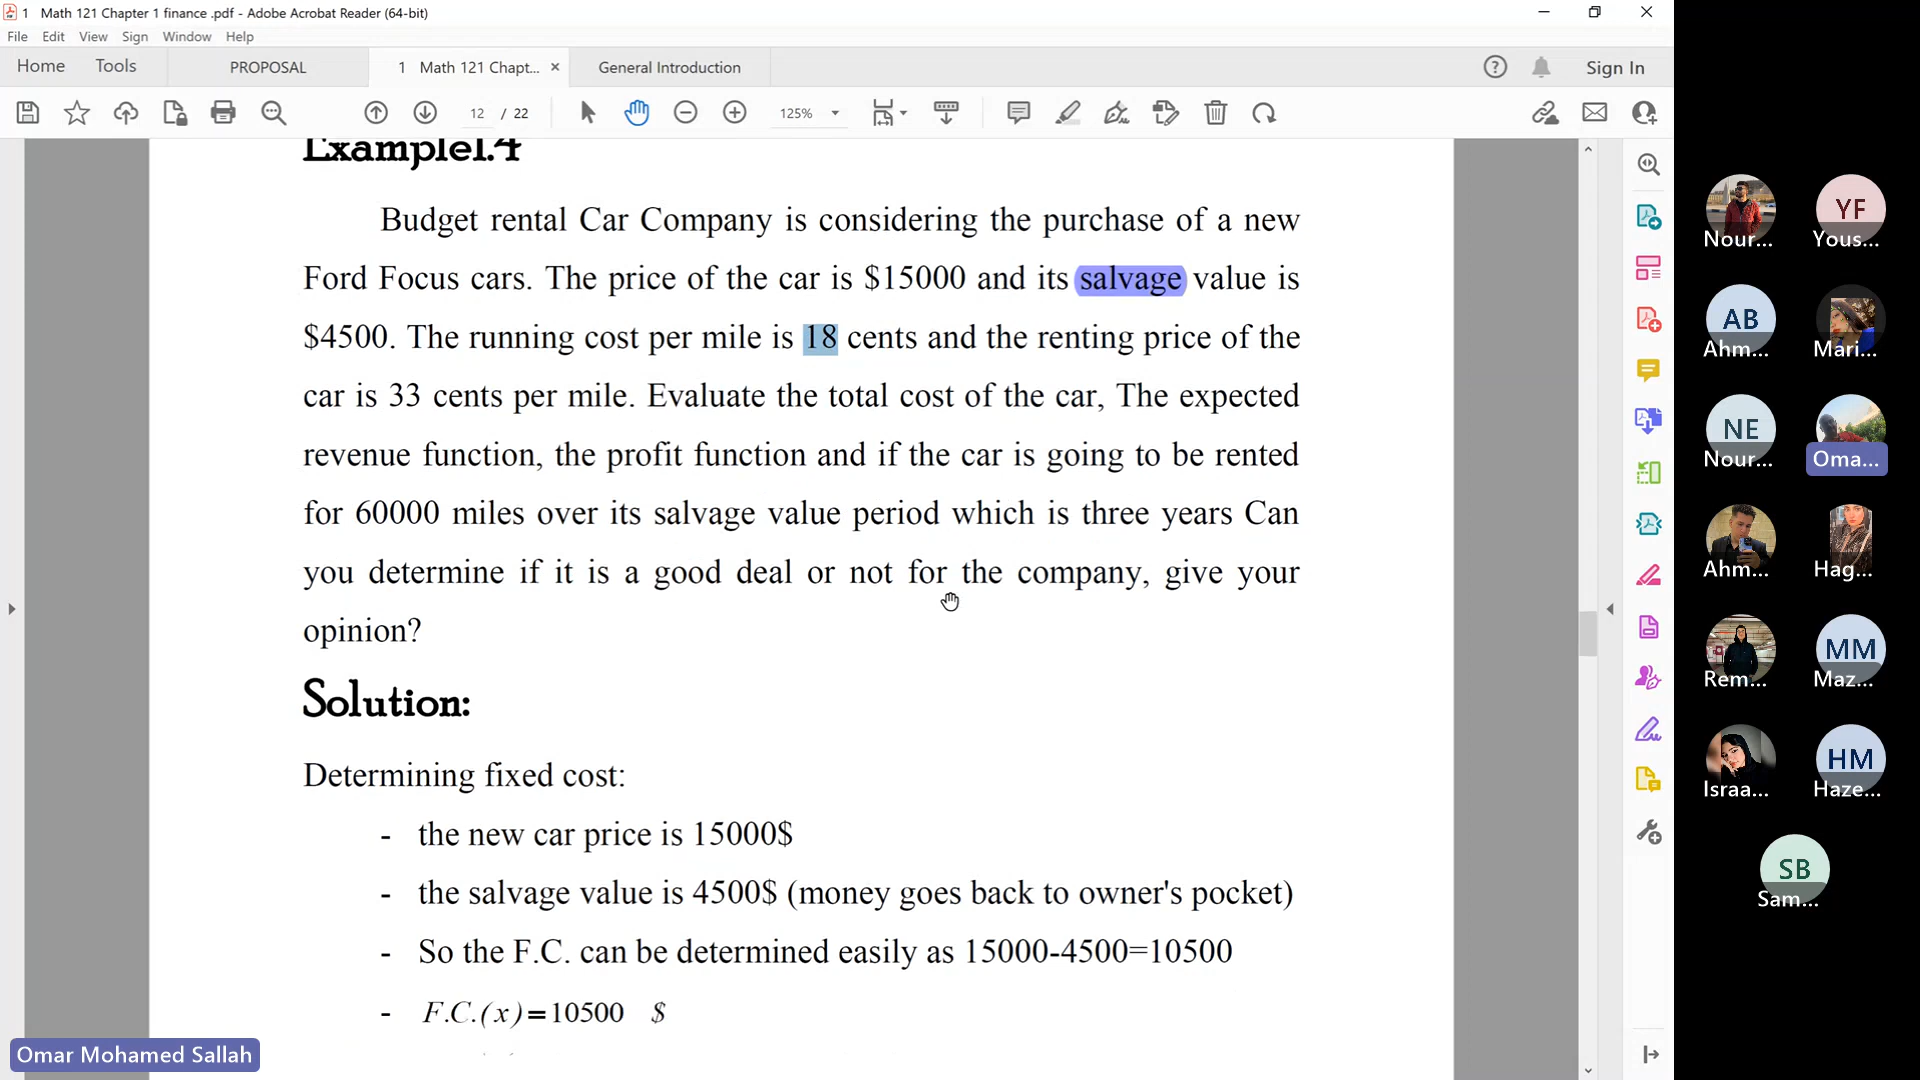 1 Math 121 Chapter 1 finance .pdf - Adobe Acrobat Reader (64-bit)
File Edit View Sign Window Help
Home Tools PROPOSAL 1 Math 121 Chapt... × General Introduction Sign In
12 / 22 125%
Example1.4
Budget rental Car Company is considering the purchase of a new
Ford Focus cars. The price of the car is $15000 and its salvage value is
$4500. The running cost per mile is 18 cents and the renting price of the
car is 33 cents per mile. Evaluate the total cost of the car, The expected
revenue function, the profit function and if the car is going to be rented
for 60000 miles over its salvage value period which is three years Can
you determine if it is a good deal or not for the company, give your
opinion?
Solution:
Determining fixed cost:
- the new car price is 15000$
- the salvage value is 4500$ (money goes back to owner's pocket)
- So the F.C. can be determined easily as 15000-4500=10500
- F.C.(x)=10500 $
Omar Mohamed Sallah
Nour... YF Yous...
AB Ahm... Mari...
NE Nour... Oma...
Ahm... Hag...
Rem... MM Maz...
Israa... HM Haze...
SB Sam...